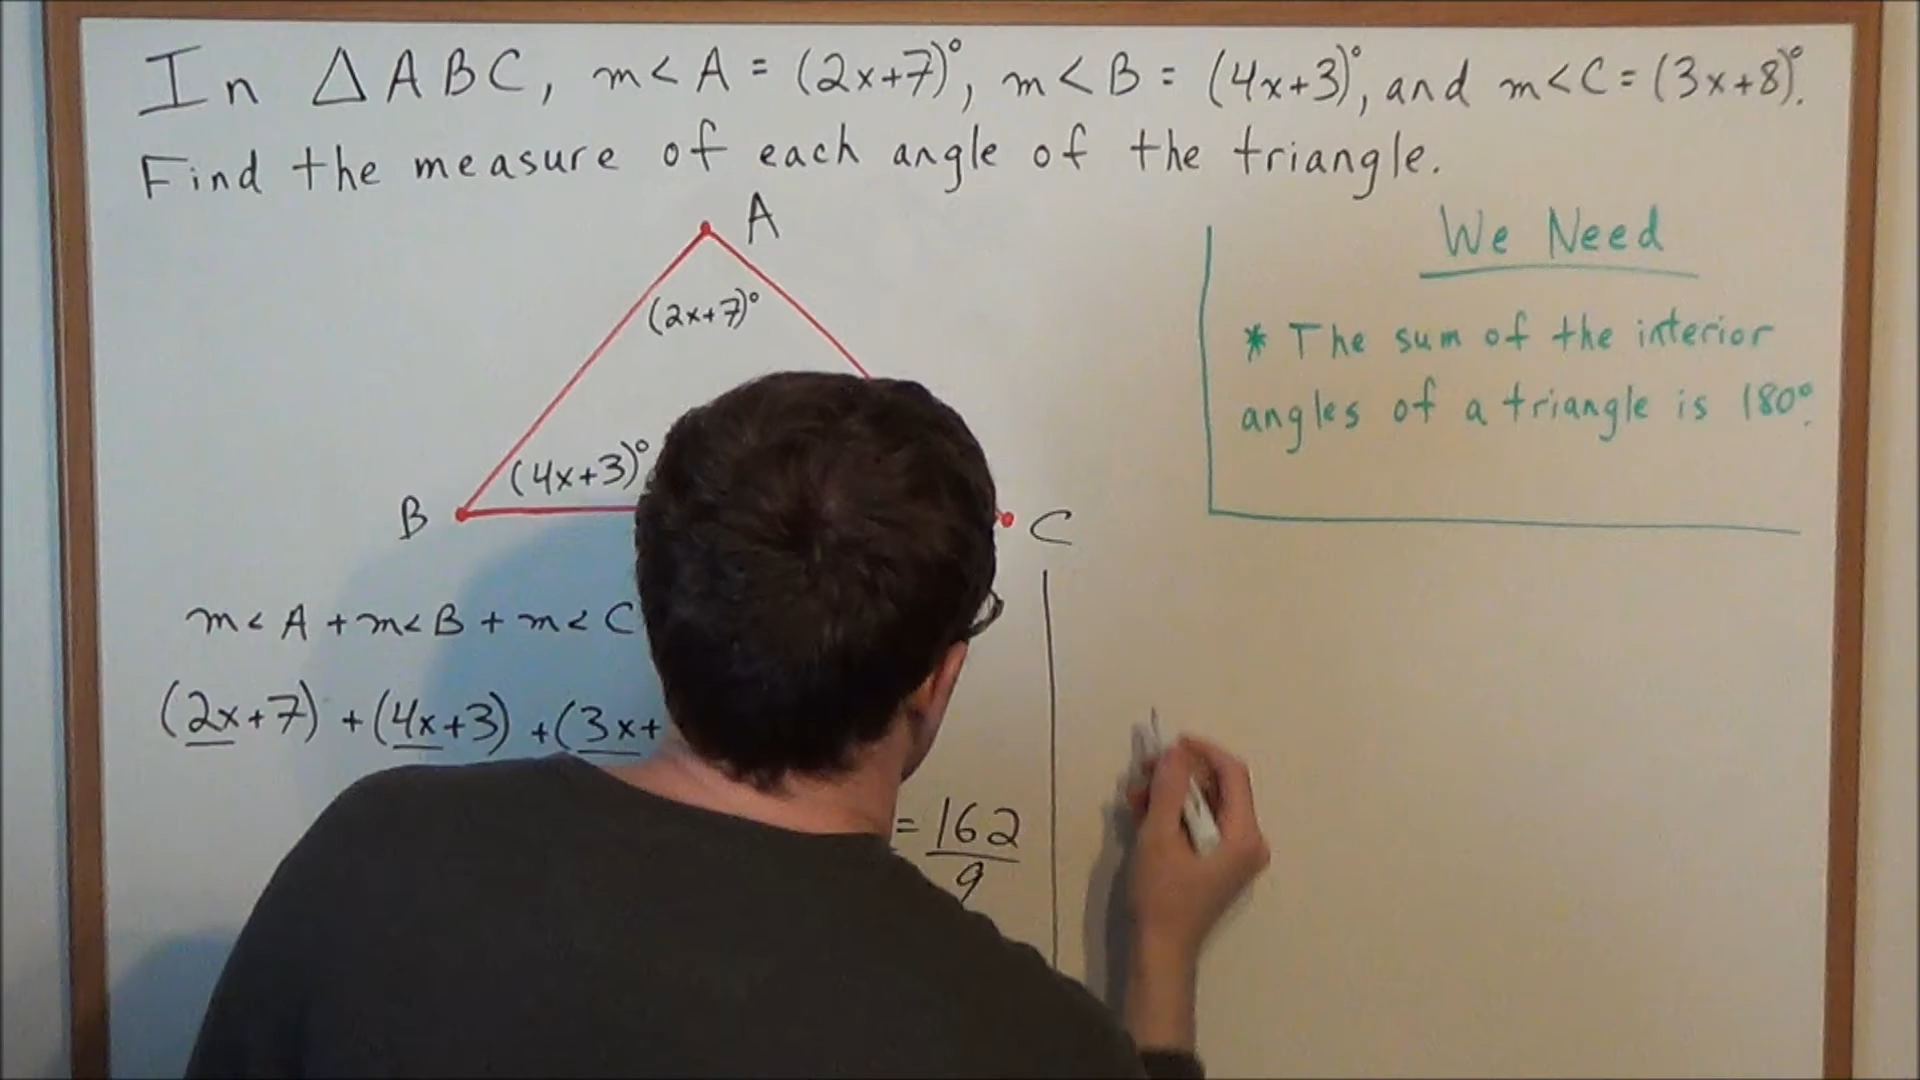 In △ABC, m<A = (2x+7)°, m<B = (4x+3)°, and m<C = (3x+8)°.
Find the measure of each angle of the triangle.
A
(2x+7)°
(4x+3)°
B
C
We Need
* The sum of the interior
angles of a triangle is 180°.
m<A + m<B + m<C
(2x+7) + (4x+3) + (3x+
= 162
9